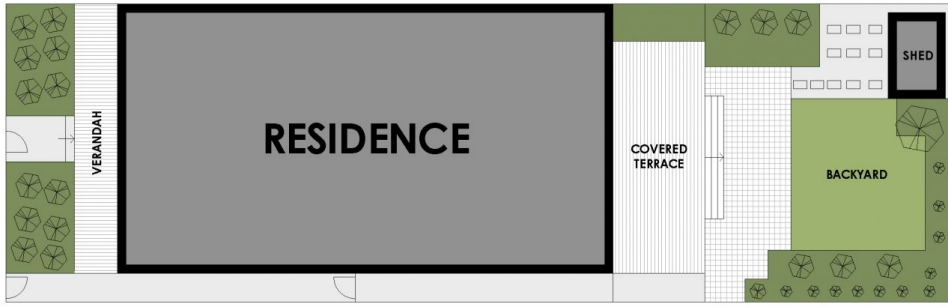 VERANDAH
RESIDENCE
COVERED
TERRACE
SHED
BACKYARD